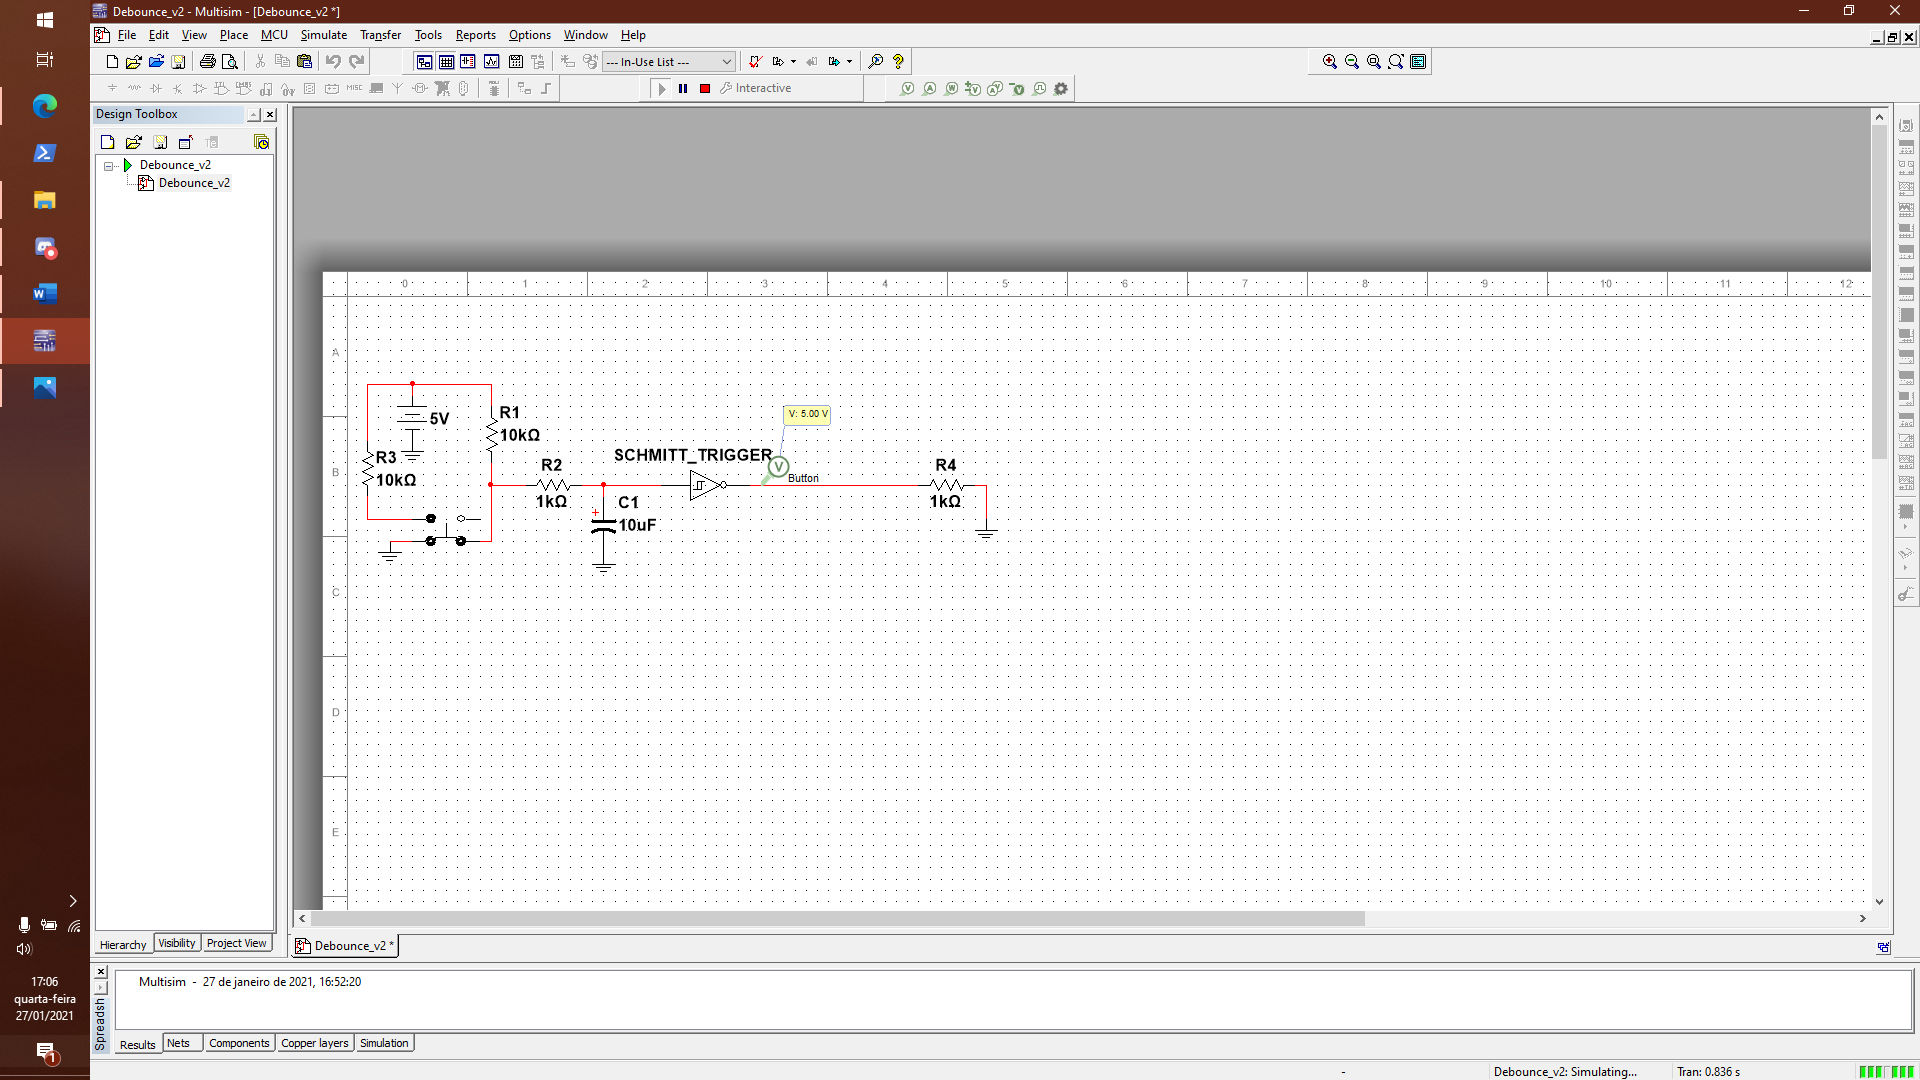 Debounce_v2 - Multisim - [Debounce_v2 *]
File Edit View Place MCU Simulate Transfer Tools Reports Options Window Help
--- In-Use List ---
MISC
Interactive
Design Toolbox
Debounce_v2
Debounce_v2
0 1 2 3 4 5 6 7 8 9 10 11 12
A
B
C
D
E
5V
R1
10kΩ
R3
10kΩ
R2
1kΩ
C1
10uF
SCHMITT_TRIGGER
V: 5.00 V
V
Button
R4
1kΩ
Hierarchy Visibility Project View
Debounce_v2 *
Multisim - 27 de janeiro de 2021, 16:52:20
Spreadsh
Results Nets Components Copper layers Simulation
- Debounce_v2: Simulating... Tran: 0.836 s
17:06
quarta-feira
27/01/2021
1